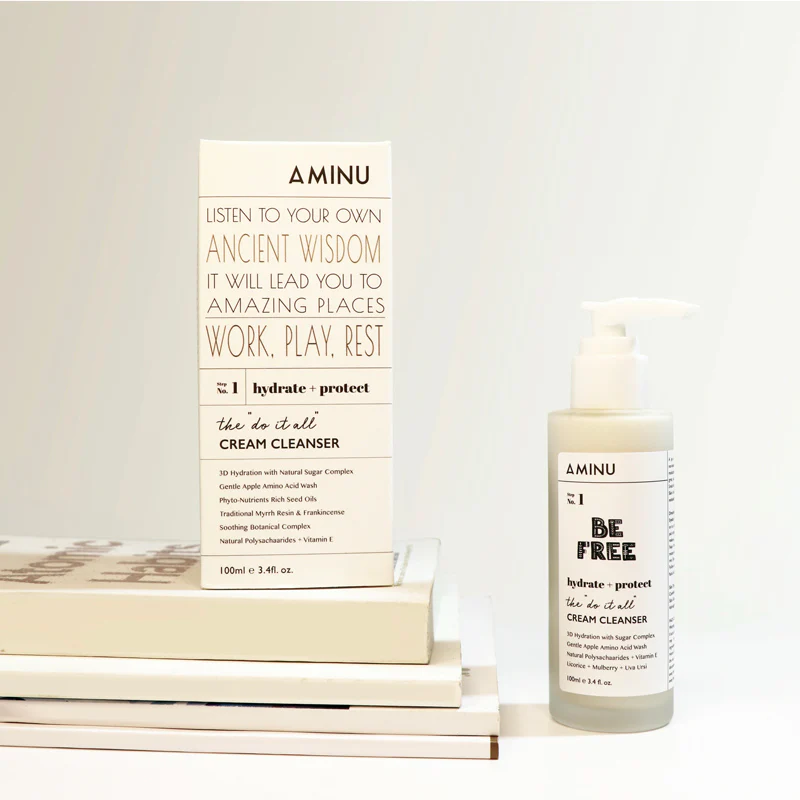 AMINU
LISTEN TO YOUR OWN
ANCIENT WISDOM
IT WILL LEAD YOU TO
AMAZING PLACES
WORK, PLAY, REST
Step
No. 1
hydrate + protect
the "do it all"
CREAM CLEANSER
3D Hydration with Natural Sugar Complex
Gentle Apple Amino Acid Wash
Phyto-Nutrients Rich Seed Oils
Traditional Myrrh Resin & Frankincense
Soothing Botanical Complex
Natural Polysachaarides + Vitamin E
100ml e 3.4fl. oz.
Atomic
Habits
AMINU
Step
No. 1
BE
FREE
hydrate + protect
the "do it all"
CREAM CLEANSER
3D Hydration with Sugar Complex
Gentle Apple Amino Acid Wash
Natural Polysachaarides + Vitamin E
Licorice + Mulberry + Uva Ursi
100ml e 3.4 fl. oz.